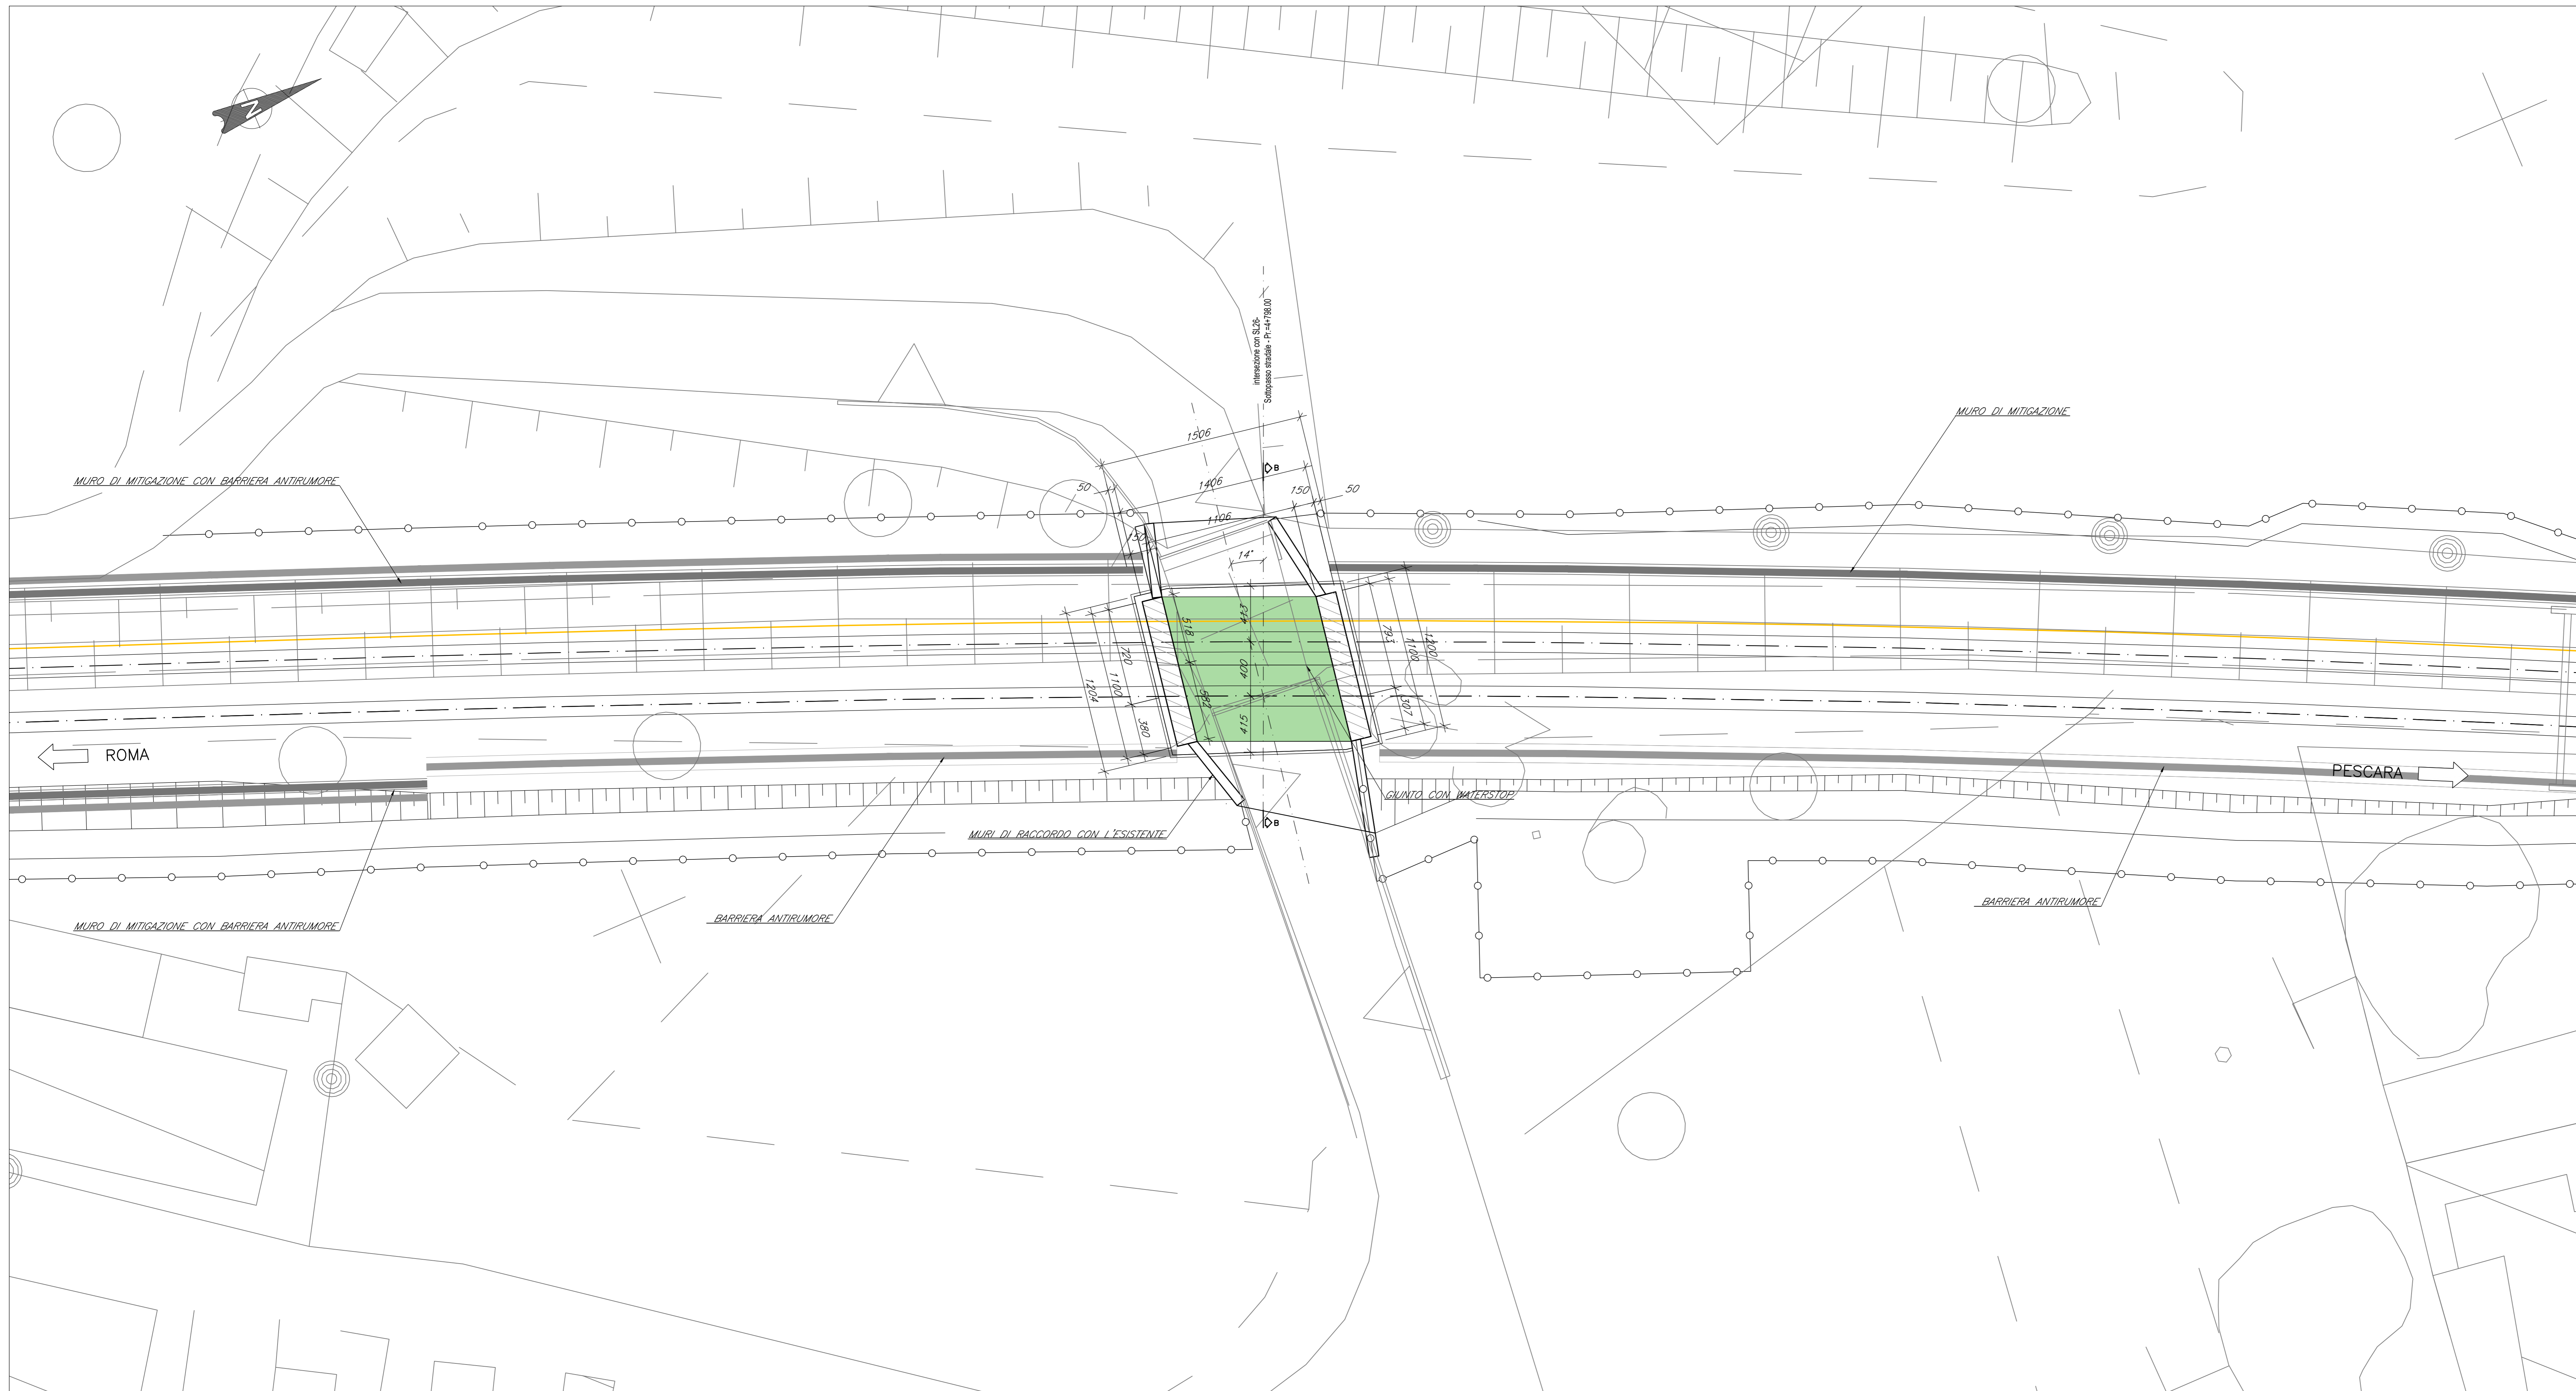 N
intersezione con SL26-
Sottopasso stradale - Pr.=4+798.00
MURO DI MITIGAZIONE
1506
B
MURO DI MITIGAZIONE CON BARRIERA ANTIRUMORE
50
1406
150
50
1106
150
14°
443
518
793
1100
1200
720
400
1100
1204
582
307
415
380
ROMA
PESCARA
GIUNTO CON WATERSTOP
B
MURI DI RACCORDO CON L'ESISTENTE
BARRIERA ANTIRUMORE
BARRIERA ANTIRUMORE
MURO DI MITIGAZIONE CON BARRIERA ANTIRUMORE